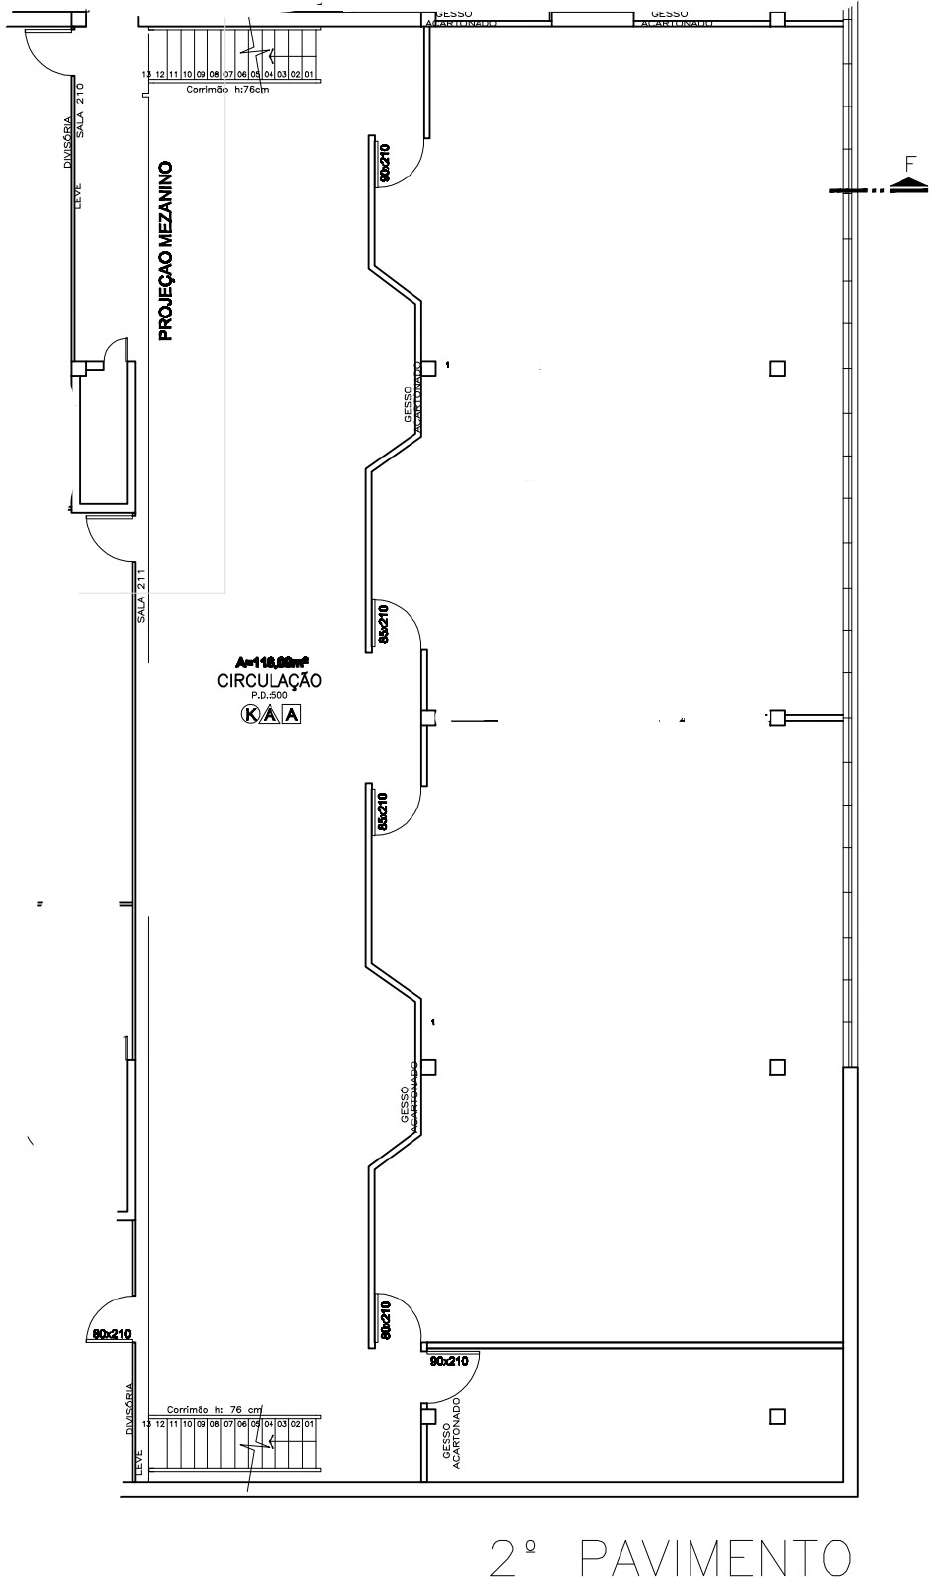 GESSO
ACARTONADO
GESSO
ACARTONADO
13 12 11 10 09 08 07 06 05 04 03 02 01
Corrimão h:76cm
DIVISÓRIA
LEVE
SALA 210
PROJEÇAO MEZANINO
90x210
F
1
GESSO
ACARTONADO
SALA 211
85x210
CIRCULAÇÃO
P.D.:500
K A A
85x210
1
GESSO
ACARTONADO
80x210
80x210
90x210
DIVISÓRIA
LEVE
Corrimão h: 76 cm
13 12 11 10 09 08 07 06 05 04 03 02 01
GESSO
ACARTONADO
2º PAVIMENTO